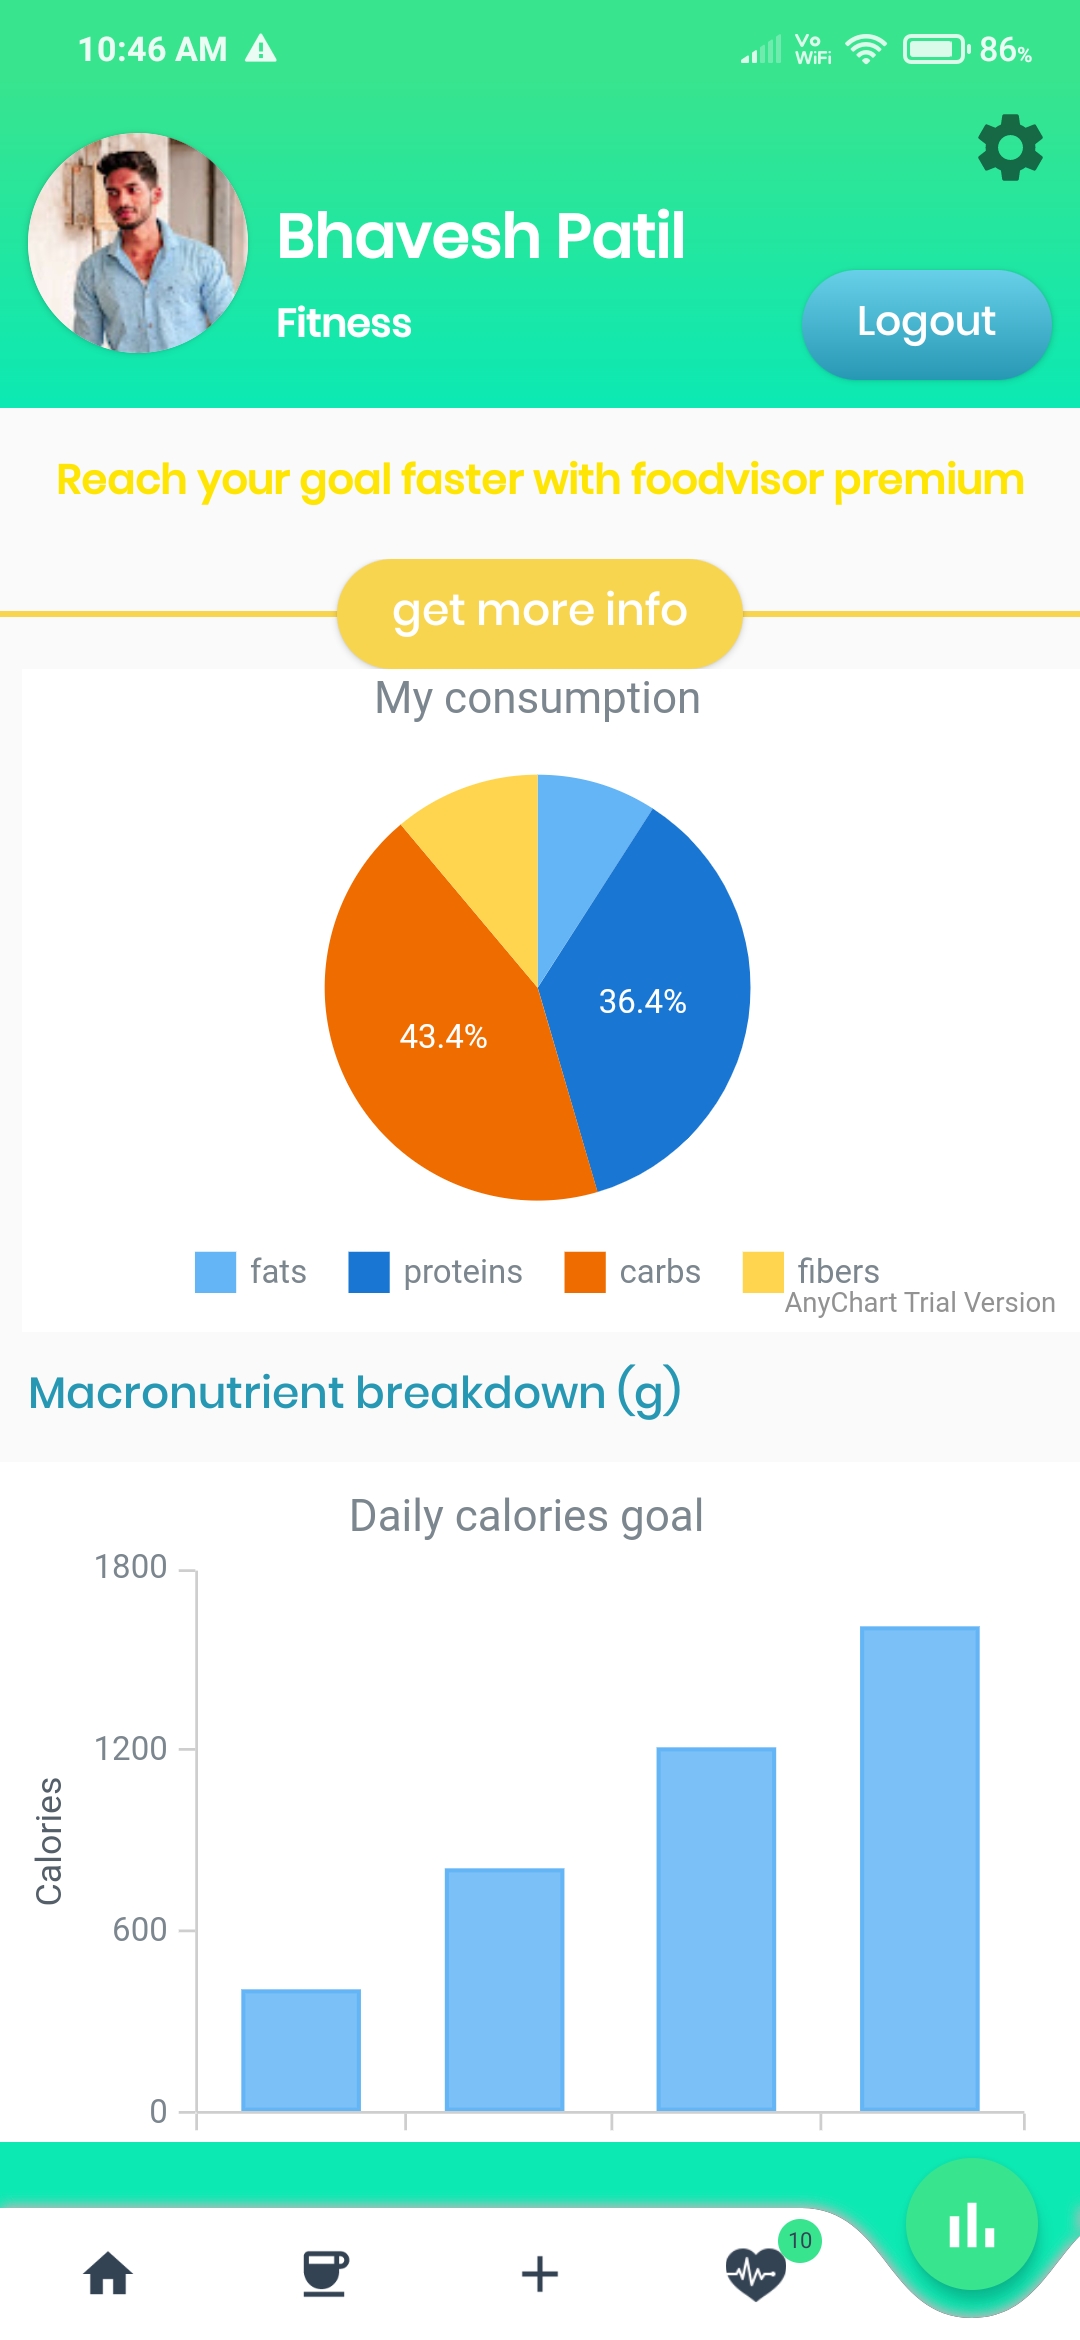 10:46 AM
Vo
WiFi
86%
Bhavesh Patil
Fitness
Logout
Reach your goal faster with foodvisor premium
get more info
My consumption
36.4%
43.4%
fats proteins carbs fibers
AnyChart Trial Version
Macronutrient breakdown (g)
Daily calories goal
1800
1200
Calories
600
0
10